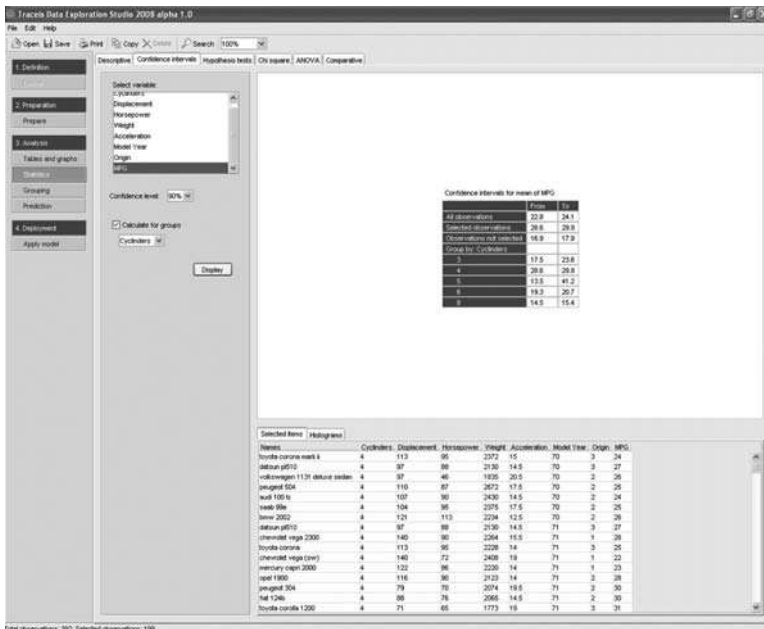 Traceis Data Exploration Studio 2008 alpha 1.0
File Edit Help
Open Save Print Copy Delete Search 100%
1. Definition
2. Preparation
Prepare
3. Analysis
Tables and graphs
Statistics
Grouping
Prediction
4. Deployment
Apply model
Descriptive Confidence intervals Hypothesis tests Chi square ANOVA Comparative
Select variable:
Cyclinders
Displacement
Horsepower
Weight
Acceleration
Model Year
Origin
MPG
Confidence level: 90%
Calculate for groups
Cyclinders
Display
Confidence intervals for mean of MPG
From To
All observations 22.8 24.1
Selected observations 28.6 29.9
Observations not selected 16.9 17.9
Group by: Cyclinders
3 17.5 23.6
4 28.6 29.8
5 13.5 41.2
6 19.3 20.7
8 14.5 15.4
Selected items Histograms
Names Cyclinders Displacement Horsepower Weight Acceleration Model Year Origin MPG
toyota corona mark ii 4 113 95 2372 15 70 3 24
datsun pl510 4 97 88 2130 14.5 70 3 27
volkswagen 1131 deluxe sedan 4 97 46 1835 20.5 70 2 26
peugeot 504 4 110 87 2672 17.5 70 2 25
audi 100 ls 4 107 90 2430 14.5 70 2 24
saab 99e 4 104 95 2375 17.5 70 2 25
bmw 2002 4 121 113 2234 12.5 70 2 26
datsun pl510 4 97 88 2130 14.5 71 3 27
chevrolet vega 2300 4 140 90 2264 15.5 71 1 28
toyota corona 4 113 95 2228 14 71 3 25
chevrolet vega (sw) 4 140 72 2408 19 71 1 22
mercury capri 2000 4 122 86 2220 14 71 1 23
opel 1900 4 116 90 2123 14 71 2 28
peugeot 304 4 79 70 2074 19.5 71 2 30
fiat 124b 4 88 76 2065 14.5 71 2 30
toyota corolla 1200 4 71 65 1773 19 71 3 31
Total observations: 392 Selected observations: 199